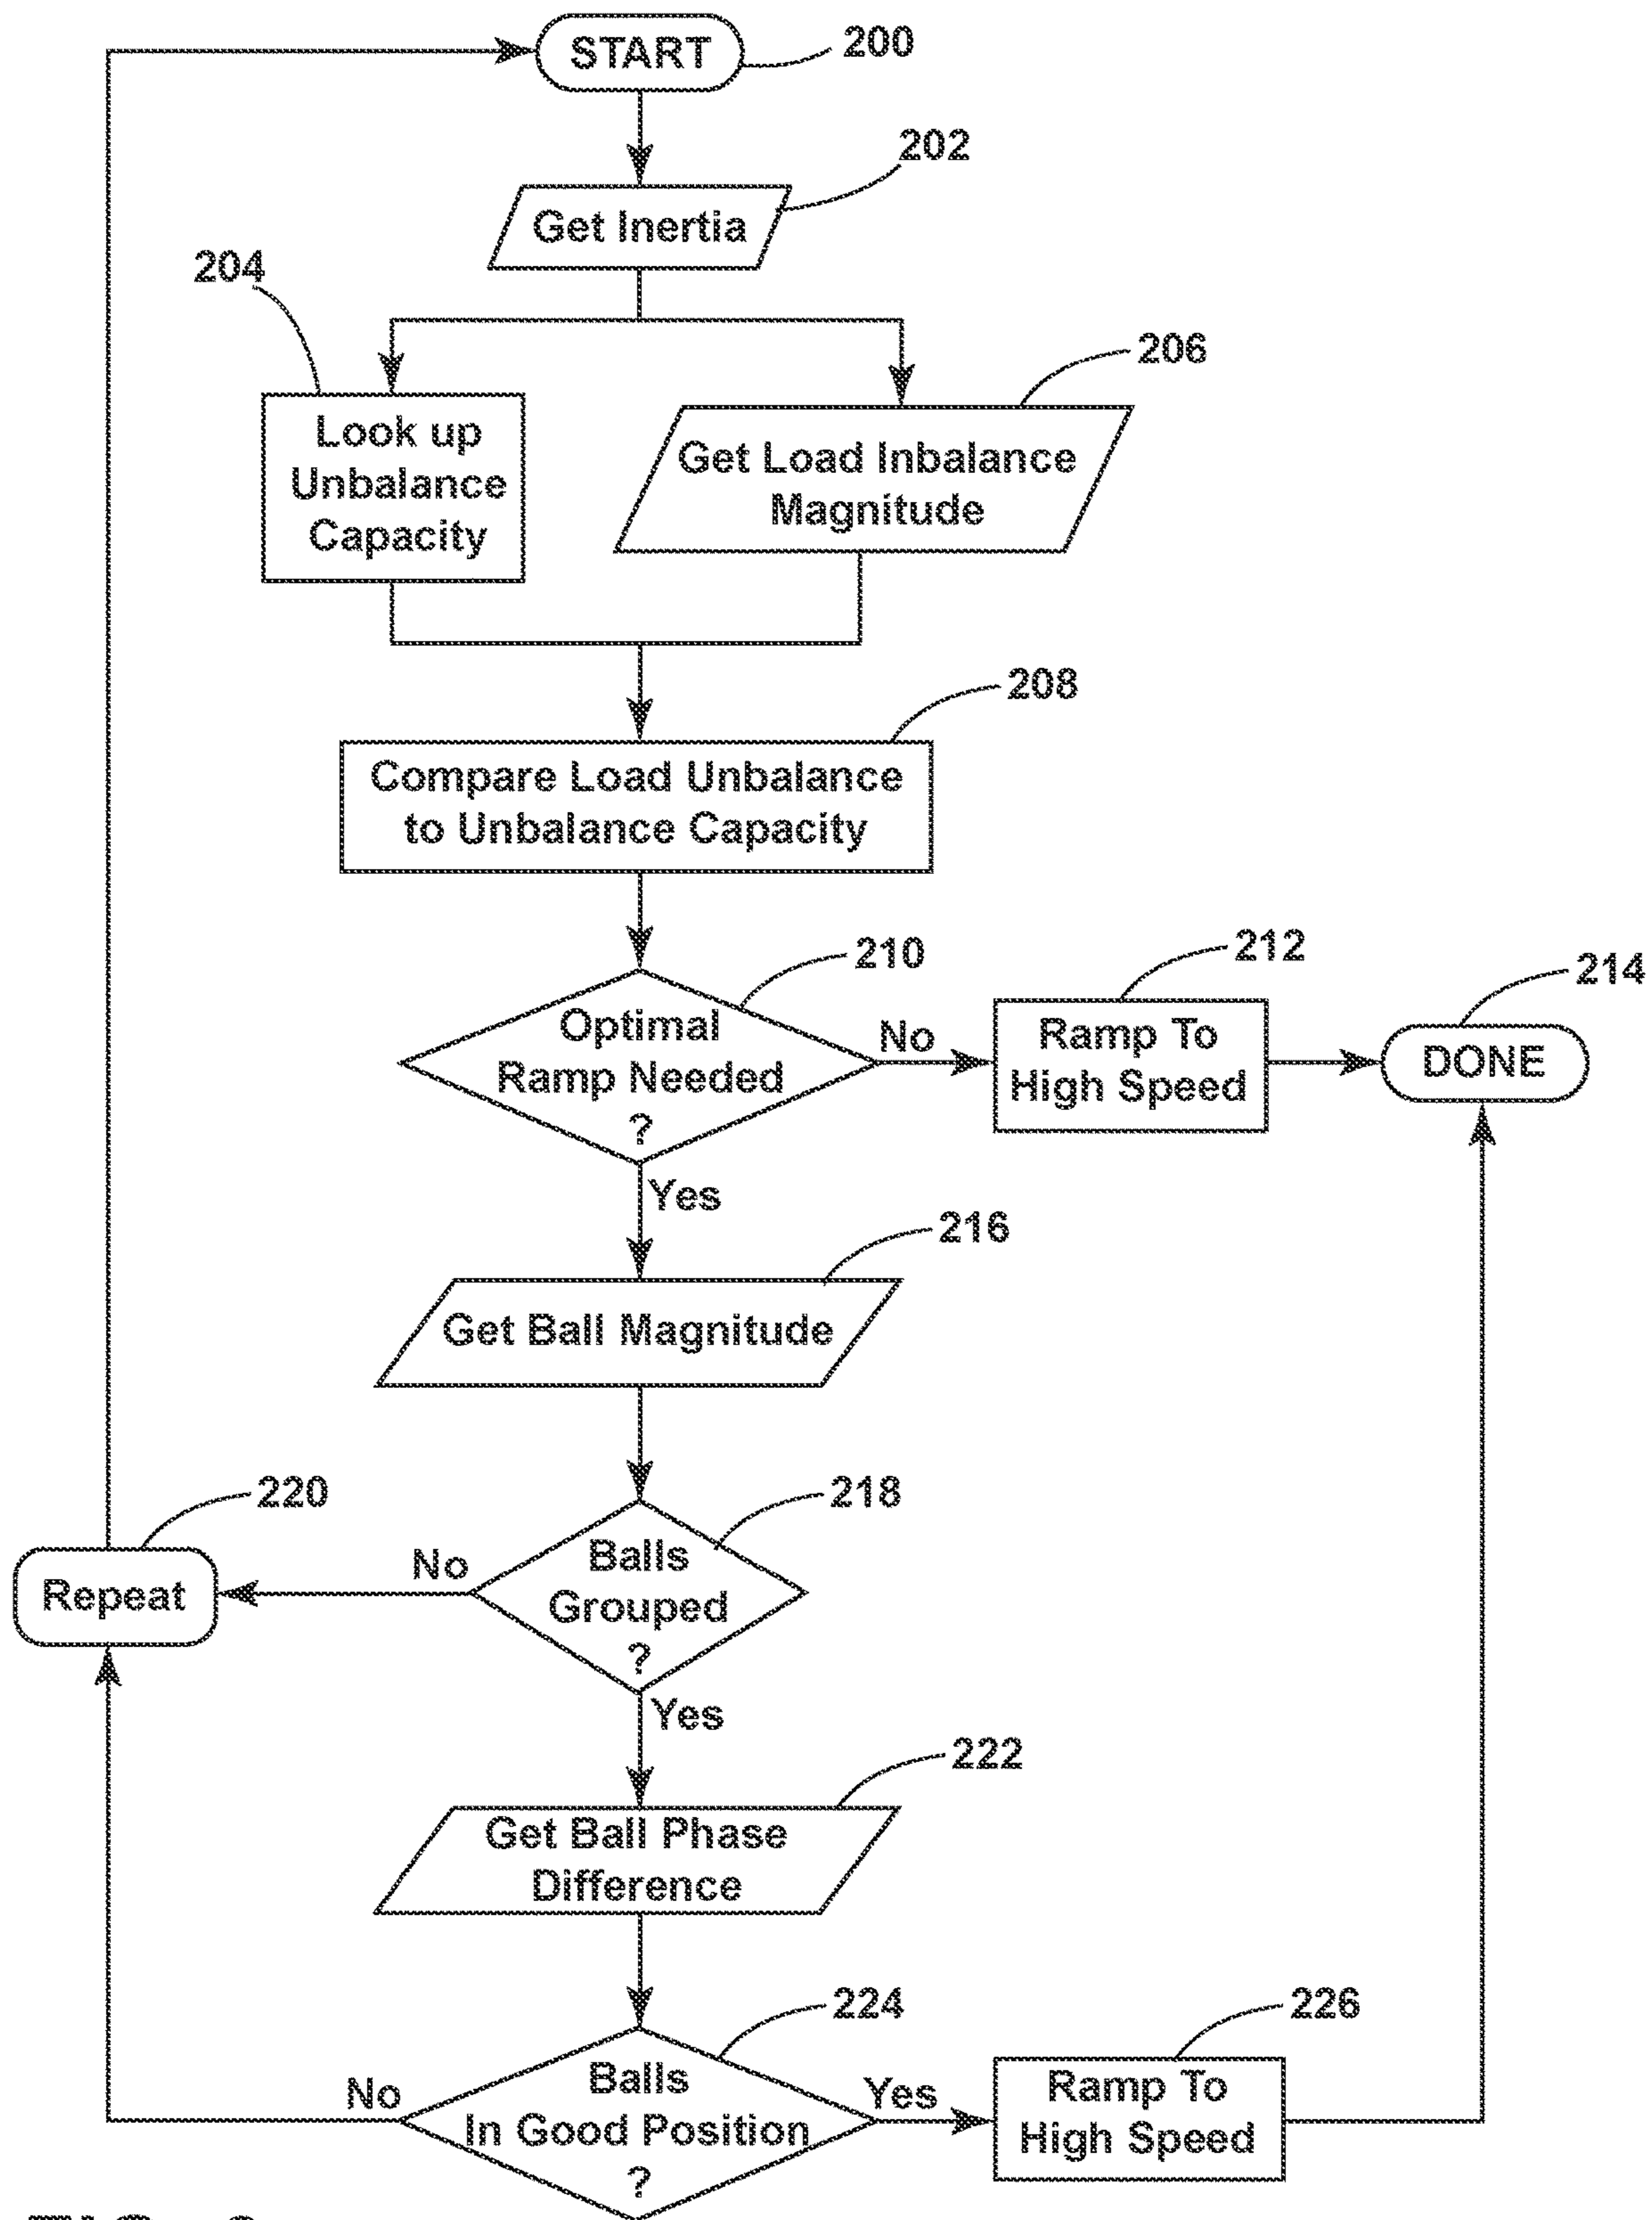 START
200
202
Get Inertia
204
206
Look up
Unbalance
Capacity
Get Load Inbalance
Magnitude
208
Compare Load Unbalance
to Unbalance Capacity
210
212
214
Optimal
Ramp Needed
?
No
Ramp To
High Speed
DONE
Yes
216
Get Ball Magnitude
220
218
Repeat
No
Balls
Grouped
?
Yes
222
Get Ball Phase
Difference
224
226
No
Balls
In Good Position
?
Yes
Ramp To
High Speed